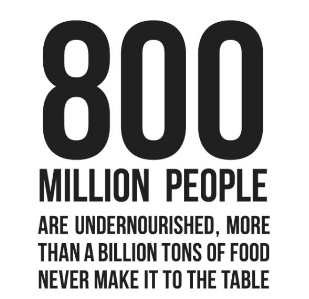 800
MILLION PEOPLE
ARE UNDERNOURISHED, MORE
THAN A BILLION TONS OF FOOD
NEVER MAKE IT TO THE TABLE